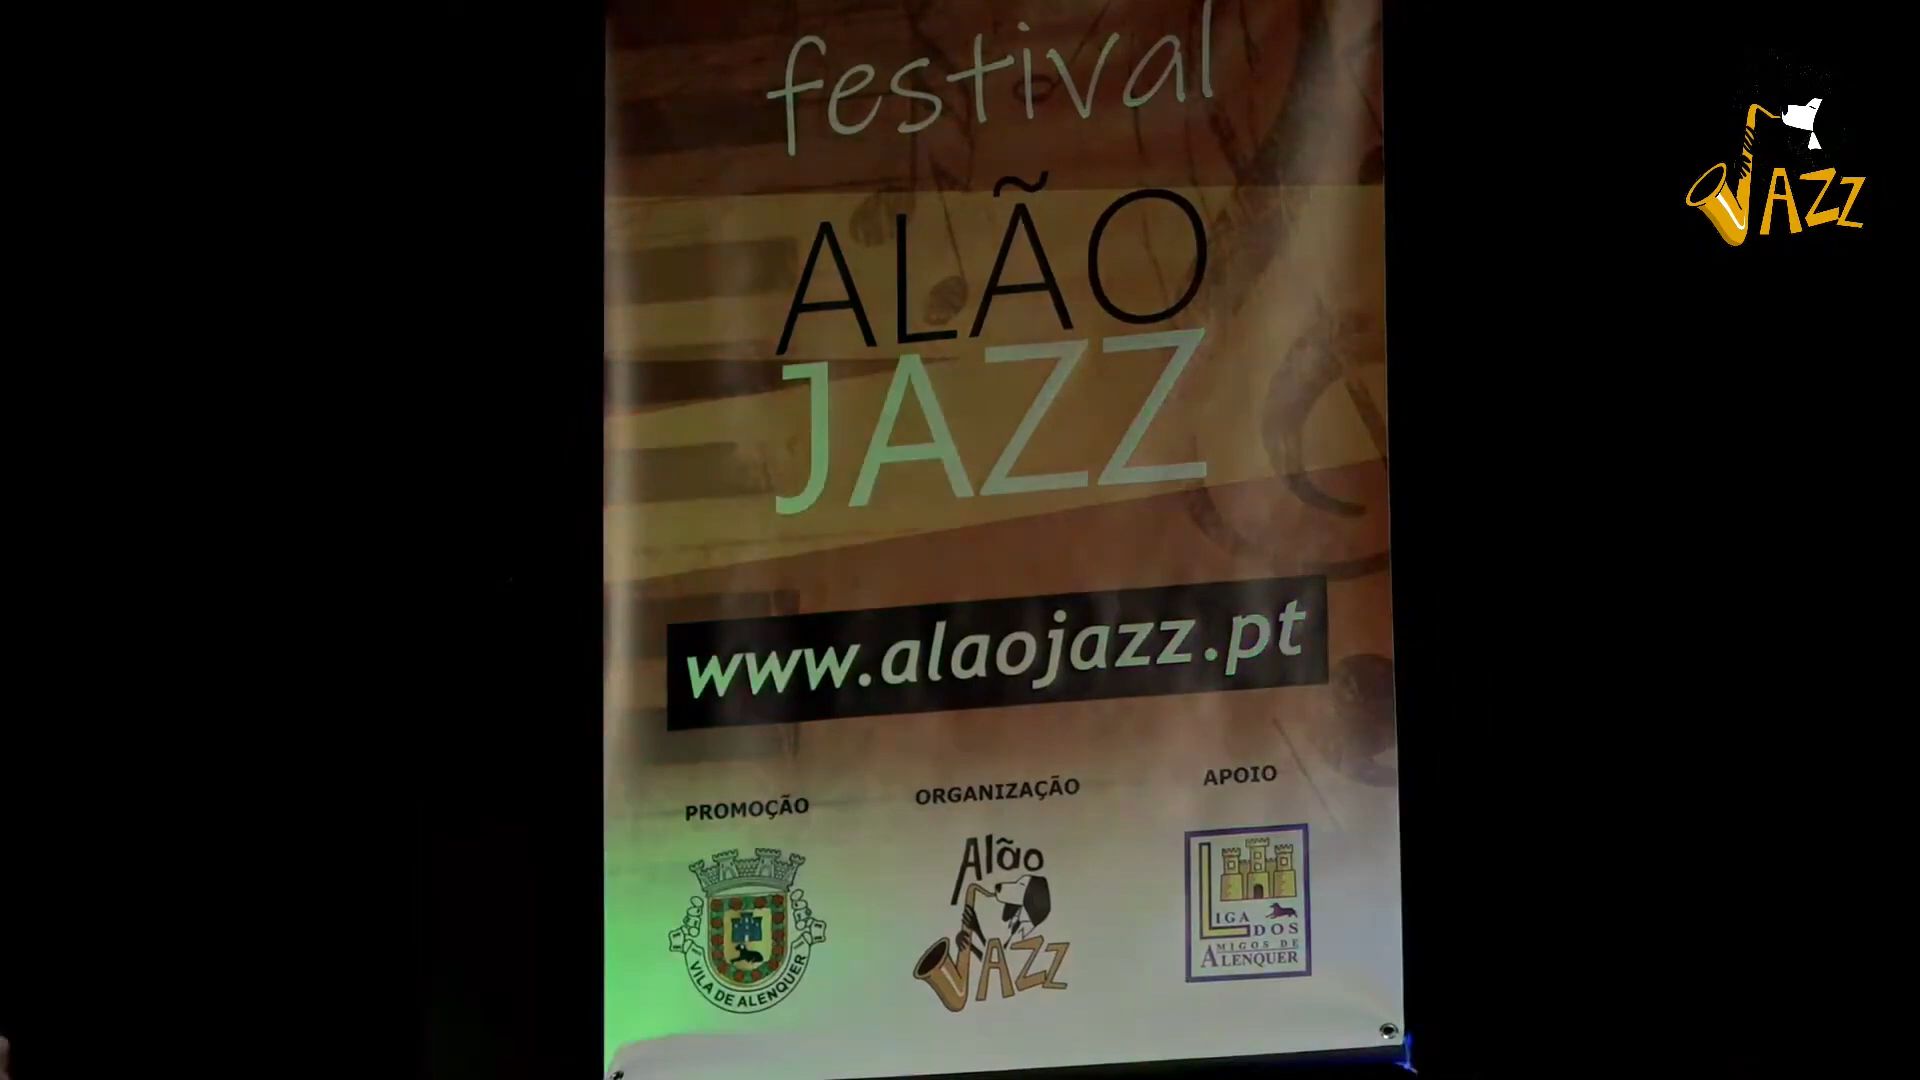 festival
ALÃO
JAZZ
www.alaojazz.pt
PROMOÇÃO
ORGANIZAÇÃO
APOIO
VILA DE ALENQUER
Alão
JAZZ
LIGA
DOS
AMIGOS DE
ALENQUER
JAZZ